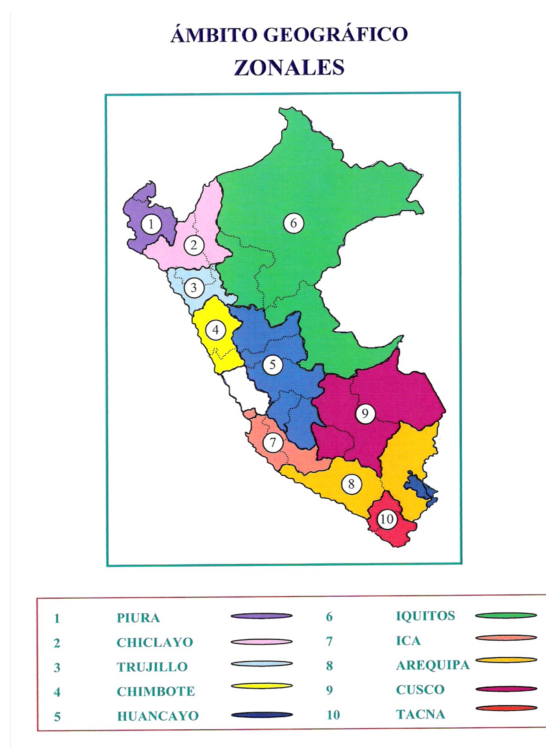 ÁMBITO GEOGRÁFICO
ZONALES
1
2
3
4
5
6
7
8
9
10
1 PIURA 6 IQUITOS
2 CHICLAYO 7 ICA
3 TRUJILLO 8 AREQUIPA
4 CHIMBOTE 9 CUSCO
5 HUANCAYO 10 TACNA